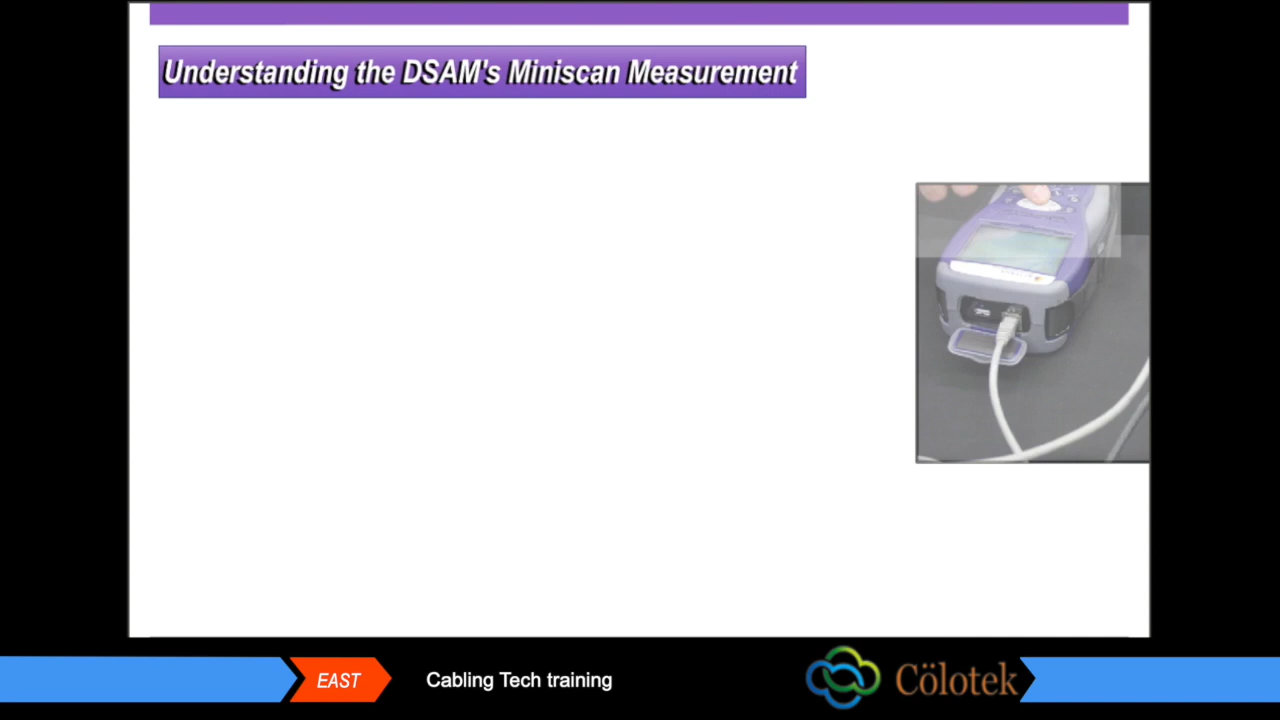 Understanding the DSAM's Miniscan Measurement
EAST
Cabling Tech training
Cölotek